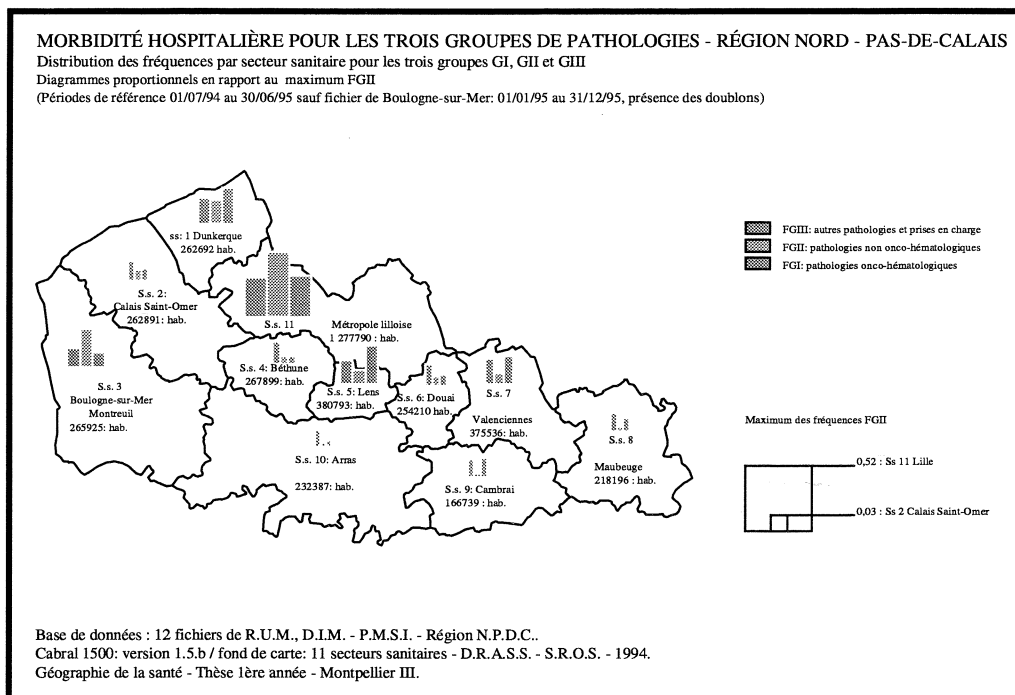 MORBIDITÉ HOSPITALIÈRE POUR LES TROIS GROUPES DE PATHOLOGIES - RÉGION NORD - PAS-DE-CALAIS
Distribution des fréquences par secteur sanitaire pour les trois groupes GI, GII et GIII
Diagrammes proportionnels en rapport au maximum FGII
(Périodes de référence 01/07/94 au 30/06/95 sauf fichier de Boulogne-sur-Mer: 01/01/95 au 31/12/95, présence des doublons)
ss: 1 Dunkerque
262692 hab.
S.s. 2:
Calais Saint-Omer
262891: hab.
S.s. 11
Métropole lilloise
1 277790 : hab.
S.s. 3
Boulogne-sur-Mer
Montreuil
265925: hab.
S.s. 4: Béthune
267899: hab.
S.s. 5: Lens
380793: hab.
S.s. 6: Douai
254210 hab.
S.s. 7
Valenciennes
375536: hab.
S.s. 8
Maubeuge
218196 : hab.
S.s. 10: Arras
232387: hab.
S.s. 9: Cambrai
166739 : hab.
FGIII: autres pathologies et prises en charge
FGII: pathologies non onco-hématologiques
FGI: pathologies onco-hématologiques
Maximum des fréquences FGII
0,52 : Ss 11 Lille
0,03 : Ss 2 Calais Saint-Omer
Base de données : 12 fichiers de R.U.M., D.I.M. - P.M.S.I. - Région N.P.D.C..
Cabral 1500: version 1.5.b / fond de carte: 11 secteurs sanitaires - D.R.A.S.S. - S.R.O.S. - 1994.
Géographie de la santé - Thèse 1ère année - Montpellier III.